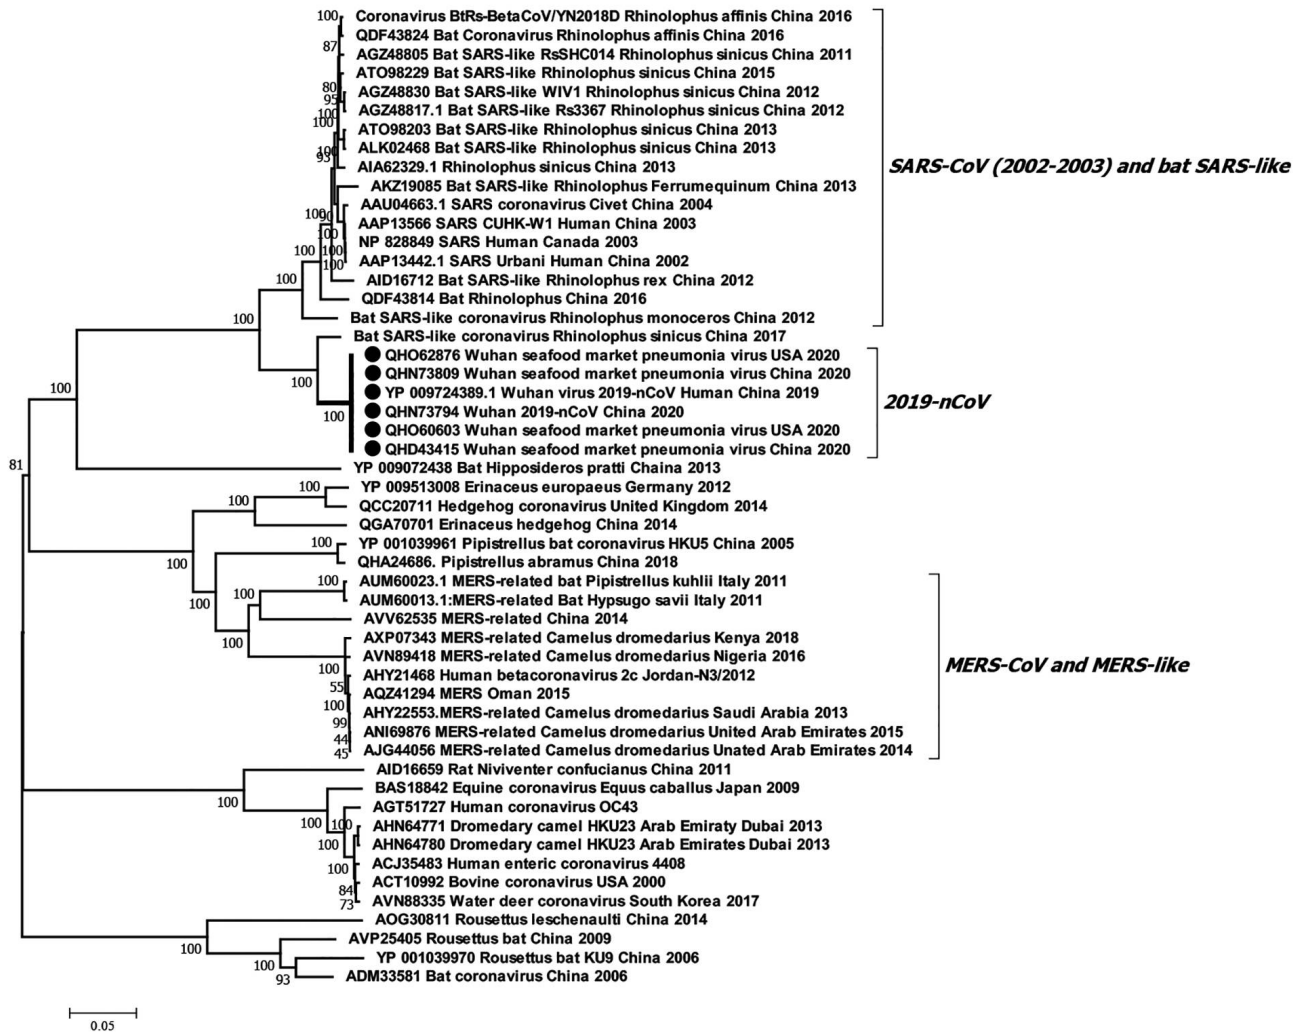 100 Coronavirus BtRs-BetaCoV/YN2018D Rhinolophus affinis China 2016
QDF43824 Bat Coronavirus Rhinolophus affinis China 2016
87
AGZ48805 Bat SARS-like RsSHC014 Rhinolophus sinicus China 2011
ATO98229 Bat SARS-like Rhinolophus sinicus China 2015
80 AGZ48830 Bat SARS-like WIV1 Rhinolophus sinicus China 2012
95
100 AGZ48817.1 Bat SARS-like Rs3367 Rhinolophus sinicus China 2012
100 ATO98203 Bat SARS-like Rhinolophus sinicus China 2013
100 ALK02468 Bat SARS-like Rhinolophus sinicus China 2013
93
AIA62329.1 Rhinolophus sinicus China 2013
SARS-CoV (2002-2003) and bat SARS-like
AKZ19085 Bat SARS-like Rhinolophus Ferrumequinum China 2013
AAU04663.1 SARS coronavirus Civet China 2004
100 90 AAP13566 SARS CUHK-W1 Human China 2003
100 NP 828849 SARS Human Canada 2003
100 100
100 AAP13442.1 SARS Urbani Human China 2002
100 AID16712 Bat SARS-like Rhinolophus rex China 2012
QDF43814 Bat Rhinolophus China 2016
100 Bat SARS-like coronavirus Rhinolophus monoceros China 2012
Bat SARS-like coronavirus Rhinolophus sinicus China 2017
QHO62876 Wuhan seafood market pneumonia virus USA 2020
QHN73809 Wuhan seafood market pneumonia virus China 2020
100 100 YP 009724389.1 Wuhan virus 2019-nCoV Human China 2019
2019-nCoV
100 QHN73794 Wuhan 2019-nCoV China 2020
QHO60603 Wuhan seafood market pneumonia virus USA 2020
QHD43415 Wuhan seafood market pneumonia virus China 2020
81 YP 009072438 Bat Hipposideros pratti Chaina 2013
100 YP 009513008 Erinaceus europaeus Germany 2012
100 QCC20711 Hedgehog coronavirus United Kingdom 2014
QGA70701 Erinaceus hedgehog China 2014
100 YP 001039961 Pipistrellus bat coronavirus HKU5 China 2005
100 QHA24686. Pipistrellus abramus China 2018
100 AUM60023.1 MERS-related bat Pipistrellus kuhlii Italy 2011
100 100 AUM60013.1:MERS-related Bat Hypsugo savii Italy 2011
AVV62535 MERS-related China 2014
100 AXP07343 MERS-related Camelus dromedarius Kenya 2018
AVN89418 MERS-related Camelus dromedarius Nigeria 2016
MERS-CoV and MERS-like
100 AHY21468 Human betacoronavirus 2c Jordan-N3/2012
55 AQZ41294 MERS Oman 2015
100 AHY22553.MERS-related Camelus dromedarius Saudi Arabia 2013
99 ANI69876 MERS-related Camelus dromedarius United Arab Emirates 2015
44
45 AJG44056 MERS-related Camelus dromedarius Unated Arab Emirates 2014
AID16659 Rat Niviventer confucianus China 2011
BAS18842 Equine coronavirus Equus caballus Japan 2009
100 AGT51727 Human coronavirus OC43
100 100 AHN64771 Dromedary camel HKU23 Arab Emiraty Dubai 2013
100 AHN64780 Dromedary camel HKU23 Arab Emirates Dubai 2013
100 ACJ35483 Human enteric coronavirus 4408
84 ACT10992 Bovine coronavirus USA 2000
73 AVN88335 Water deer coronavirus South Korea 2017
AOG30811 Rousettus leschenaulti China 2014
100 AVP25405 Rousettus bat China 2009
100 YP 001039970 Rousettus bat KU9 China 2006
93 ADM33581 Bat coronavirus China 2006
0.05